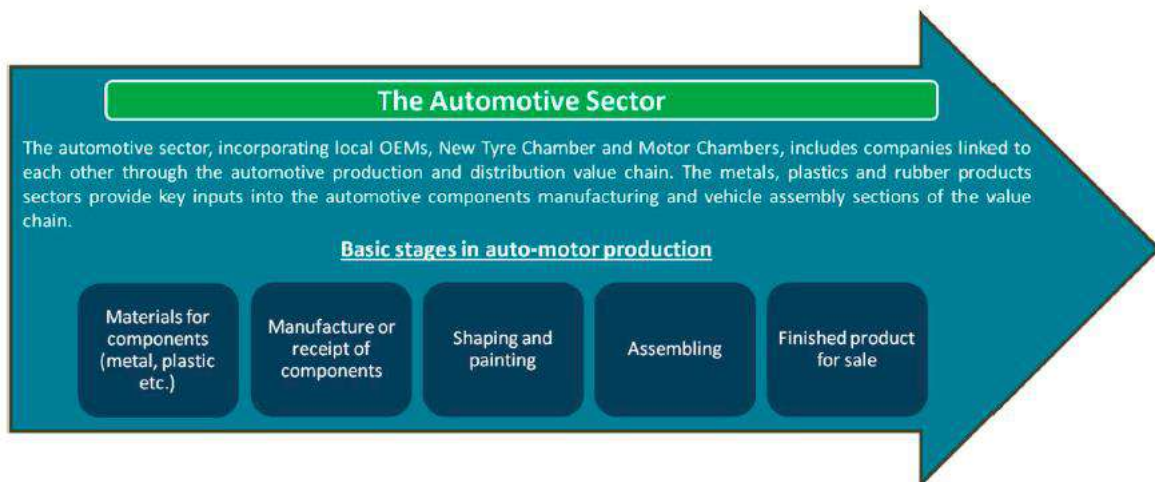 The Automotive Sector
The automotive sector, incorporating local OEMs, New Tyre Chamber and Motor Chambers, includes companies linked to
each other through the automotive production and distribution value chain. The metals, plastics and rubber products
sectors provide key inputs into the automotive components manufacturing and vehicle assembly sections of the value
chain.
Basic stages in auto-motor production
Materials for
components
(metal, plastic
etc.)
Manufacture or
receipt of
components
Shaping and
painting
Assembling
Finished product
for sale